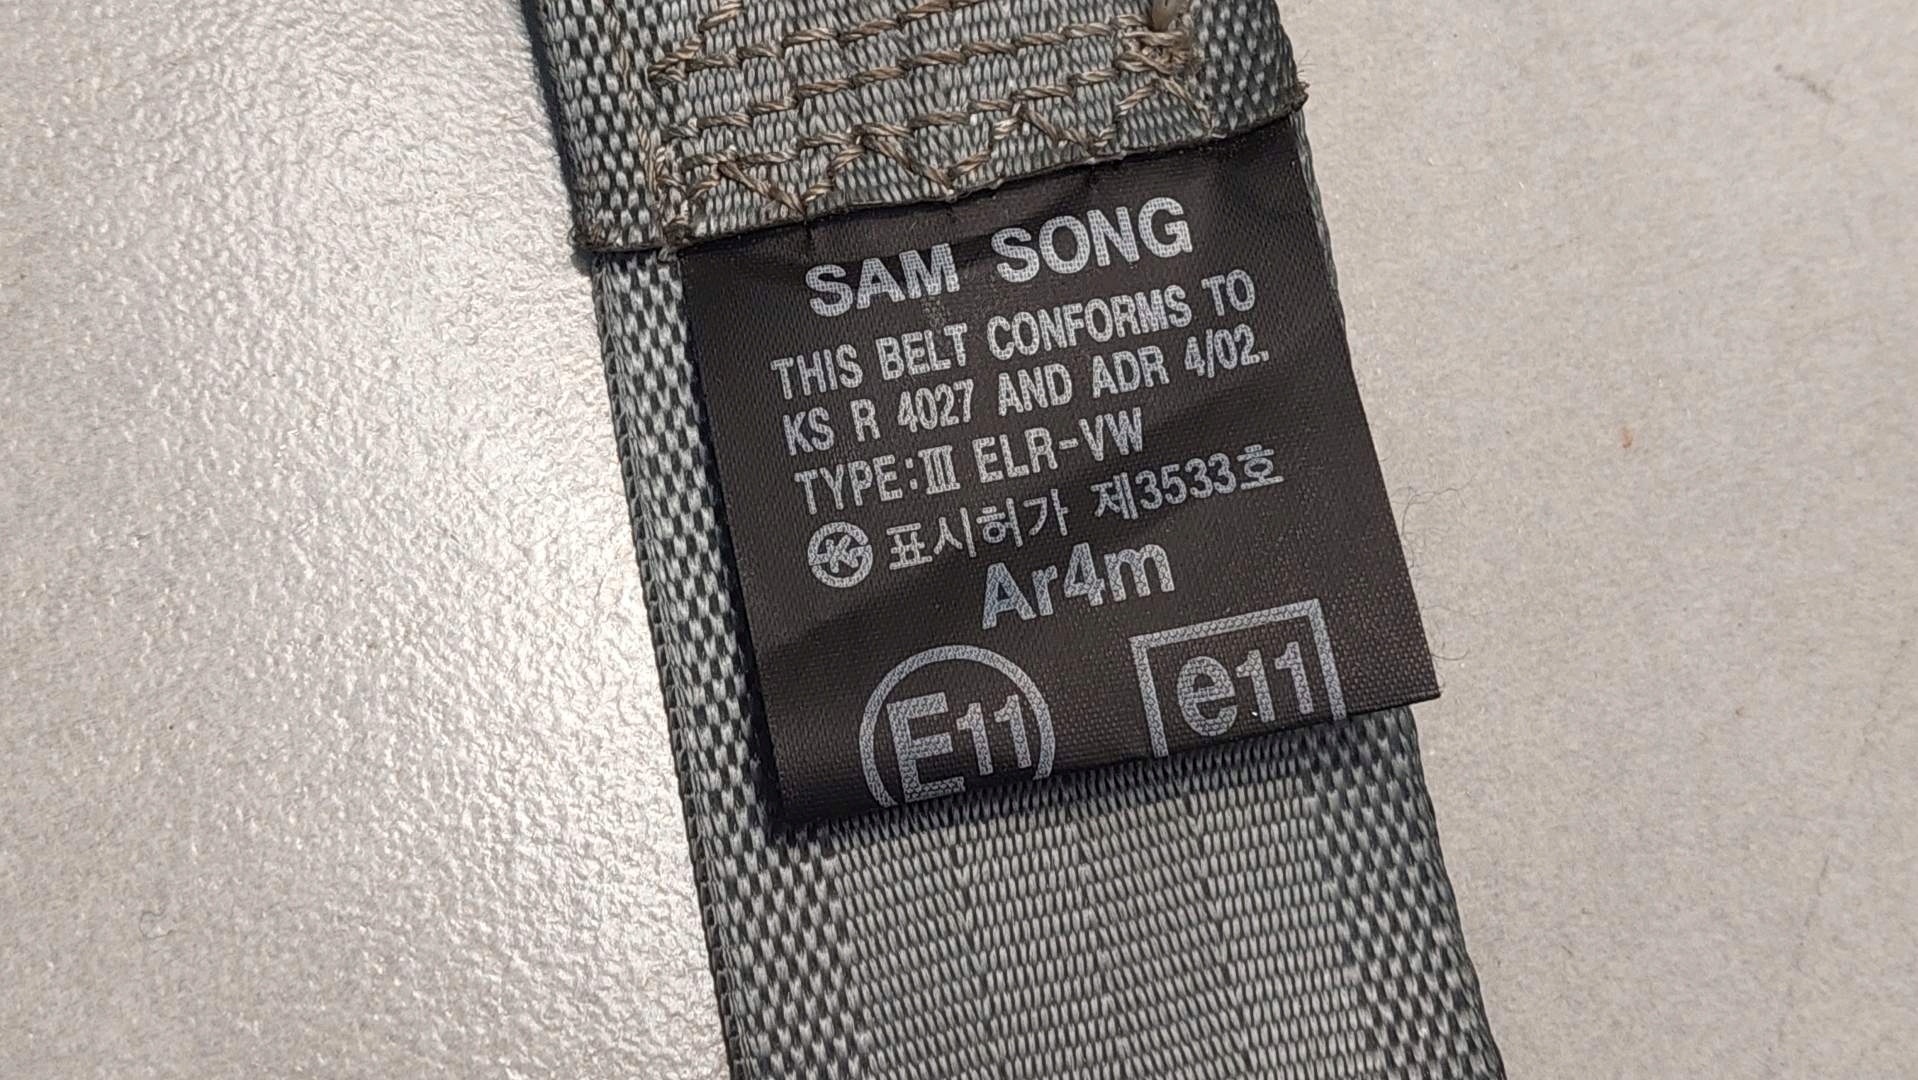 SAM SONG
THIS BELT CONFORMS TO
KS R 4027 AND ADR 4/02.
TYPE:Ⅲ ELR-VW
K 표시허가 제3533호
Ar4m
E11 e11